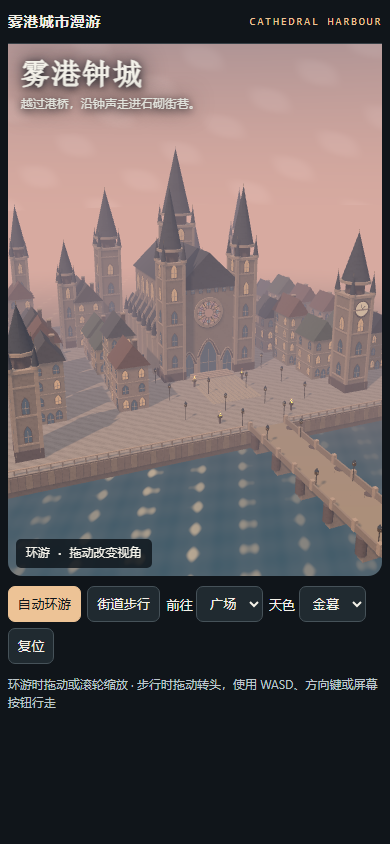 雾港城市漫游
CATHEDRAL HARBOUR
雾港钟城
越过港桥，沿钟声走进石砌街巷。
环游 · 拖动改变视角
自动环游
街道步行
前往
广场
天色
金暮
复位
环游时拖动或滚轮缩放 · 步行时拖动转头，使用 WASD、方向键或屏幕
按钮行走